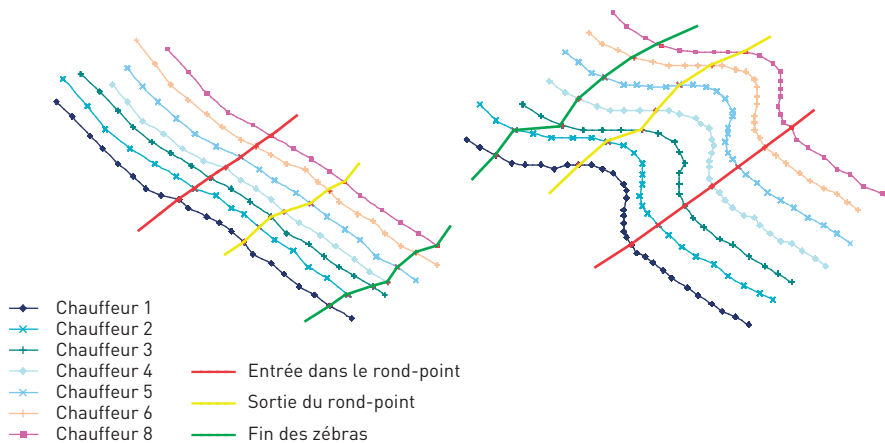 Chauffeur 1
Chauffeur 2
Chauffeur 3
Chauffeur 4
Chauffeur 5
Chauffeur 6
Chauffeur 8
Entrée dans le rond-point
Sortie du rond-point
Fin des zébras